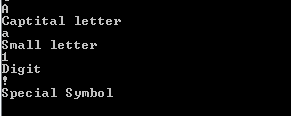 A
Captital letter
a
Small letter
1
Digit
!
Special Symbol